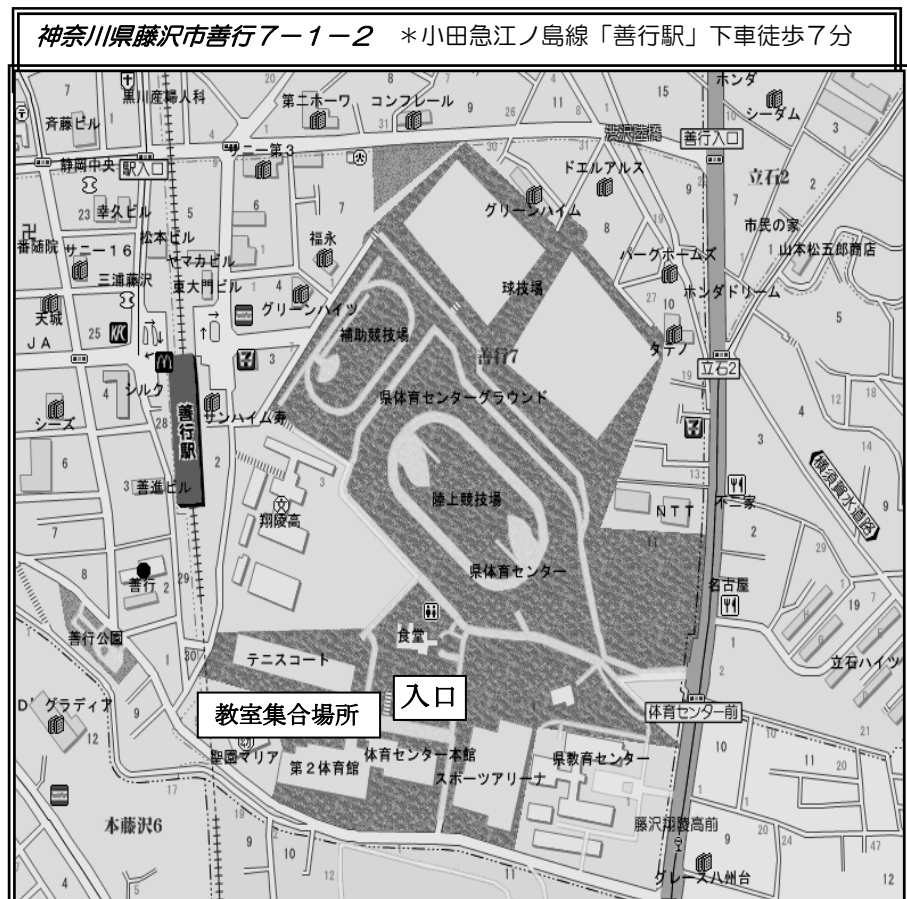 神奈川県藤沢市善行7-1-2 *小田急江ノ島線「善行駅」下車徒歩7分
ホンダ
黒川産婦人科
第二ホーワ
コンフレール
シーダム
斉藤ビル
善行入口
静岡中央
駅入口
サニー第3
ドエルアルス
立石2
幸久ビル
グリーンハイム
市民の家
番随院
サニー16
松本ビル
福永
パークホームズ
山本松五郎商店
ヤマカビル
三浦藤沢
東大門ビル
球技場
ホンダドリーム
天城
グリーンハイツ
補助競技場
JA
善行7
タテノ
立石2
シルク
県体育センターグラウンド
シーズ
善行駅
サンハイム寿
横須賀水道路
善進ビル
陸上競技場
不二家
翔陵高
NTT
県体育センター
善行
名古屋
善行公園
食堂
テニスコート
立石ハイツ
D'グラディア
教室集合場所
入口
体育センター前
聖園マリア
第2体育館
体育センター本館
県教育センター
スポーツアリーナ
本藤沢6
藤沢翔陵高前
グレース八州台